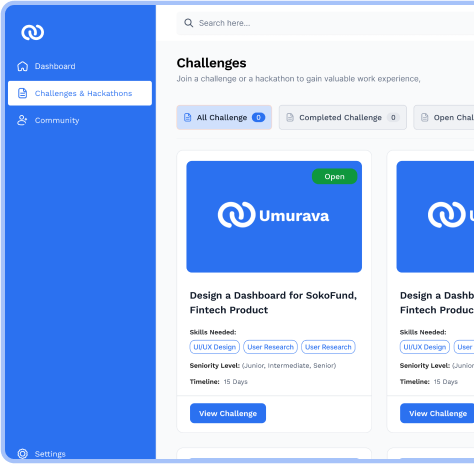 Search here...
Dashboard
Challenges & Hackathons
Community
Settings
Challenges
Join a challenge or a hackathon to gain valuable work experience,
All Challenge 0
Completed Challenge 0
Open Chal
Open
Umurava
Design a Dashboard for SokoFund,
Fintech Product
Skills Needed:
UI/UX Design User Research User Research
Seniority Level: (Junior, Intermediate, Senior)
Timeline: 15 Days
View Challenge
Design a Dashb
Fintech Product
Skills Needed:
UI/UX Design User
Seniority Level: (Junior
Timeline: 15 Days
View Challenge